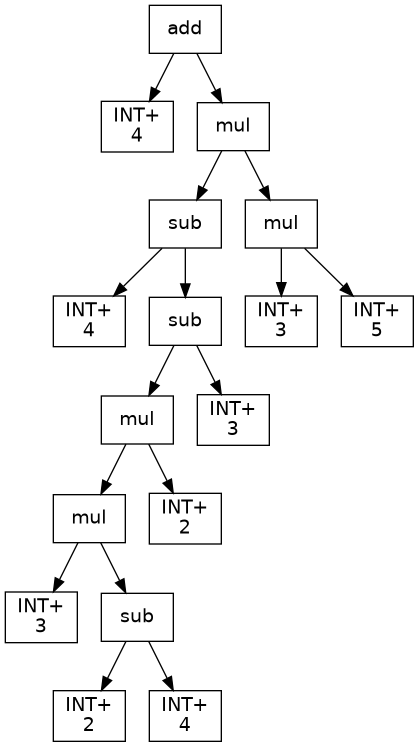 add
INT+
4
mul
sub
mul
INT+
4
sub
INT+
3
INT+
5
mul
INT+
3
mul
INT+
2
INT+
3
sub
INT+
2
INT+
4